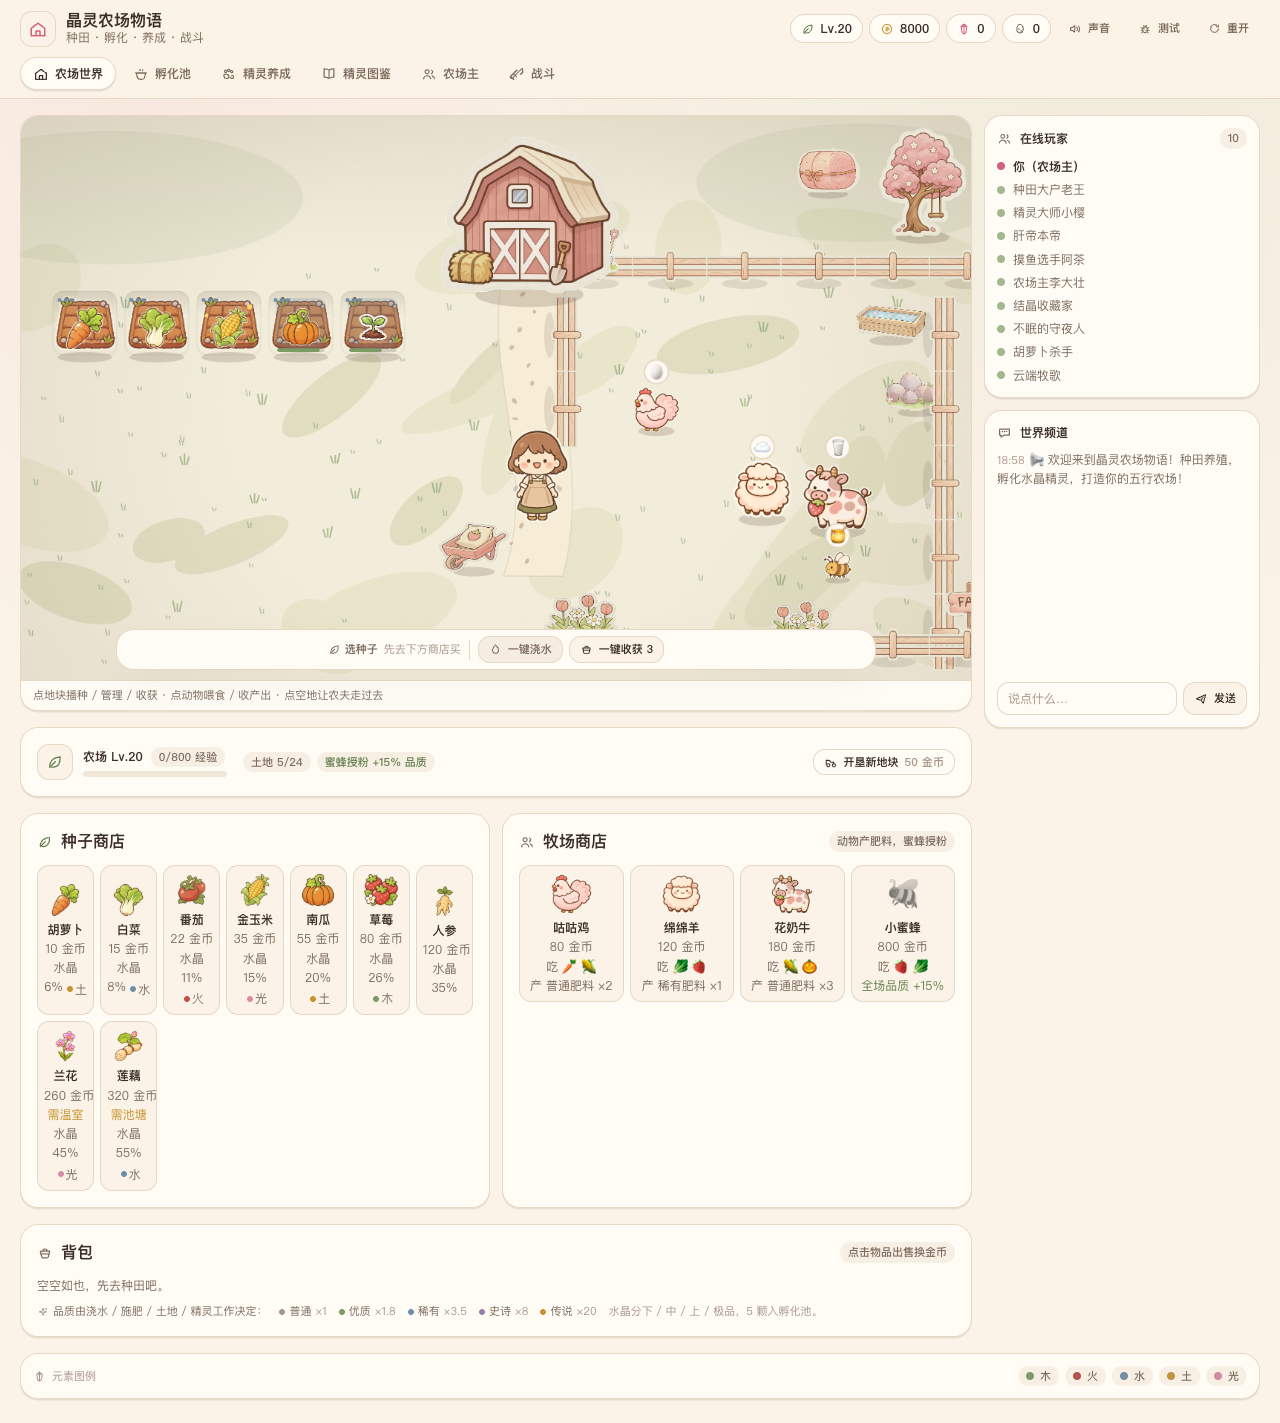 晶灵农场物语
种田 · 孵化 · 养成 · 战斗
Lv.20
8000
0
0
声音
测试
重开
农场世界
孵化池
精灵养成
精灵图鉴
农场主
战斗
选种子 先去下方商店买
一键浇水
一键收获 3
点地块播种 / 管理 / 收获 · 点动物喂食 / 收产出 · 点空地让农夫走过去
在线玩家 10
你（农场主）
种田大户老王
精灵大师小樱
肝帝本帝
摸鱼选手阿茶
农场主李大壮
结晶收藏家
不眠的守夜人
胡萝卜杀手
云端牧歌
世界频道
18:58 欢迎来到晶灵农场物语！种田养殖，
孵化水晶精灵，打造你的五行农场！
说点什么...
发送
农场 Lv.20 0/800 经验
土地 5/24
蜜蜂授粉 +15% 品质
开垦新地块 50 金币
种子商店
胡萝卜
10 金币
水晶
6% 土
白菜
15 金币
水晶
8% 水
番茄
22 金币
水晶
11%
火
金玉米
35 金币
水晶
15%
光
南瓜
55 金币
水晶
20%
土
草莓
80 金币
水晶
26%
木
人参
120 金币
水晶
35%
兰花
260 金币
需温室
水晶
45%
光
莲藕
320 金币
需池塘
水晶
55%
水
牧场商店
动物产肥料，蜜蜂授粉
咕咕鸡
80 金币
吃
产 普通肥料 ×2
绵绵羊
120 金币
吃
产 稀有肥料 ×1
花奶牛
180 金币
吃
产 普通肥料 ×3
小蜜蜂
800 金币
吃
全场品质 +15%
背包
点击物品出售换金币
空空如也，先去种田吧。
品质由浇水 / 施肥 / 土地 / 精灵工作决定： 普通 ×1 优质 ×1.8 稀有 ×3.5 史诗 ×8 传说 ×20 水晶分下 / 中 / 上 / 极品，5 颗入孵化池。
元素图例
木
火
水
土
光